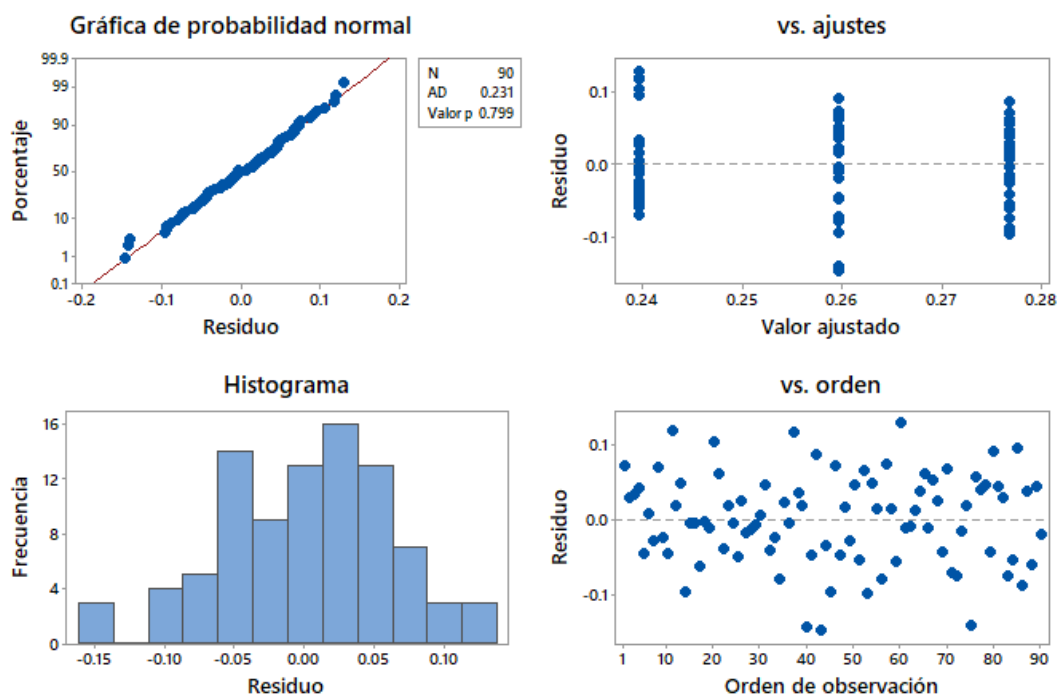 Gráfica de probabilidad normal
99.9
99
90
50
10
1
0.1
Porcentaje
-0.2
-0.1
0.0
0.1
0.2
Residuo
N 90
AD 0.231
Valor p 0.799
vs. ajustes
0.1
0.0
-0.1
Residuo
0.24
0.25
0.26
0.27
0.28
Valor ajustado
Histograma
16
12
8
4
0
Frecuencia
-0.15
-0.10
-0.05
0.00
0.05
0.10
Residuo
vs. orden
0.1
0.0
-0.1
Residuo
1
10
20
30
40
50
60
70
80
90
Orden de observación